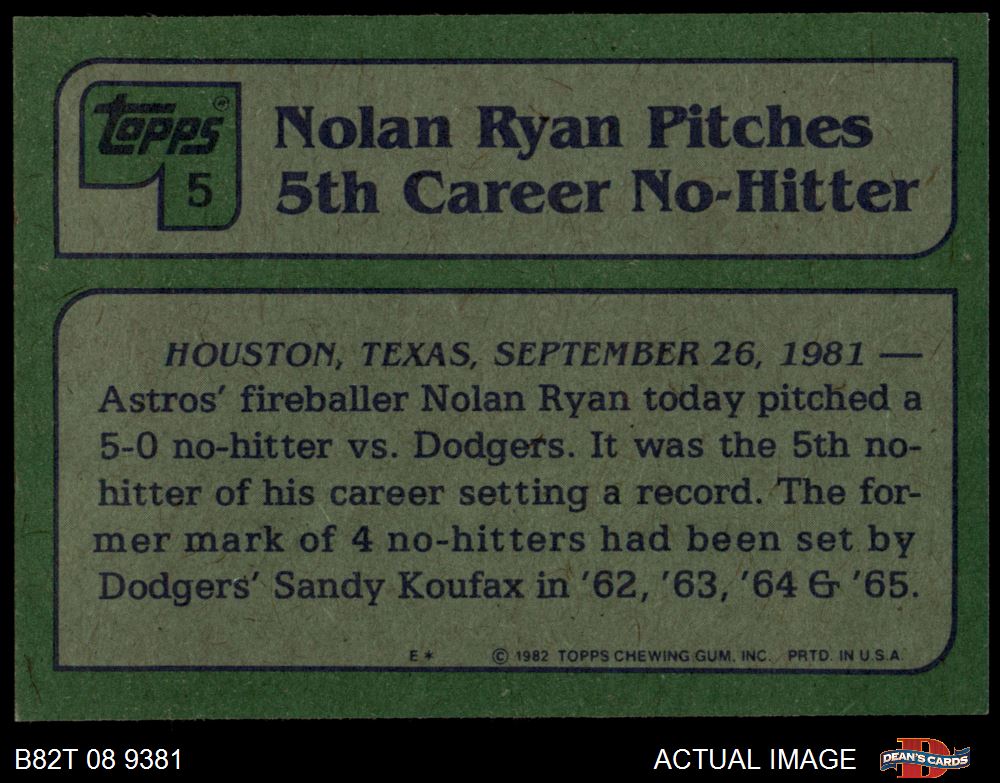 topps ®
5
Nolan Ryan Pitches
5th Career No-Hitter
HOUSTON, TEXAS, SEPTEMBER 26, 1981 —
Astros' fireballer Nolan Ryan today pitched a
5-0 no-hitter vs. Dodgers. It was the 5th no-
hitter of his career setting a record. The for-
mer mark of 4 no-hitters had been set by
Dodgers' Sandy Koufax in '62, '63, '64 & '65.
E* © 1982 TOPPS CHEWING GUM, INC. PRTD. IN U.S.A.
B82T 08 9381 ACTUAL IMAGE DEAN'S CARDS